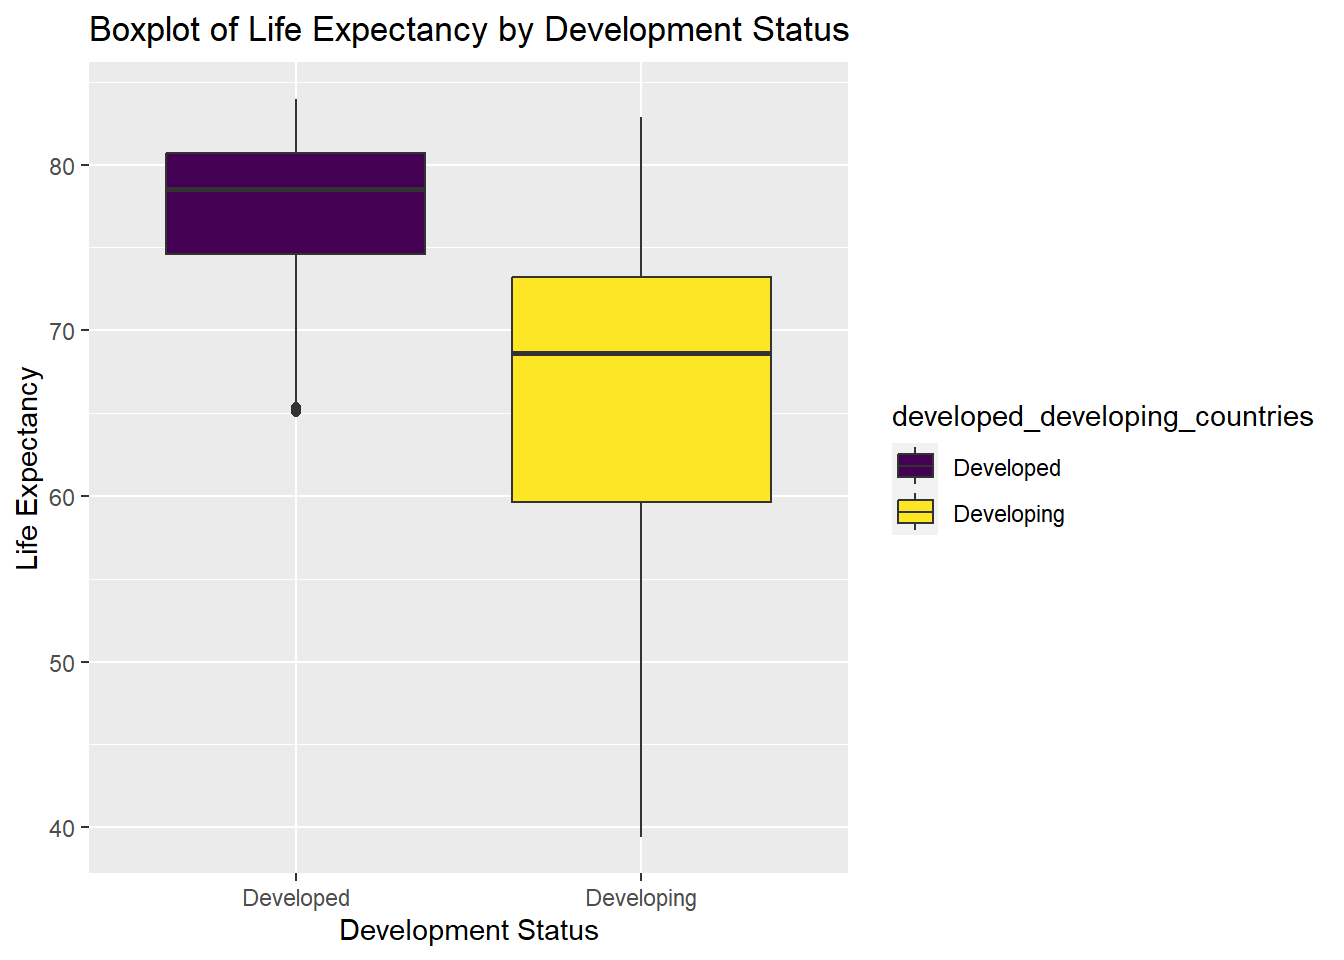 Boxplot of Life Expectancy by Development Status
Life Expectancy
80
70
60
50
40
Developed
Developing
Development Status
developed_developing_countries
Developed
Developing